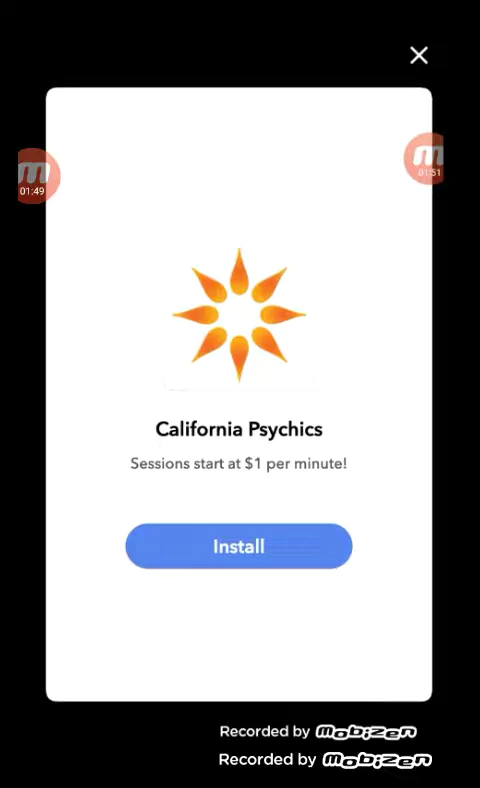 01:49
01:51
California Psychics
Sessions start at $1 per minute!
Install
Recorded by Mobizen
Recorded by Mobizen